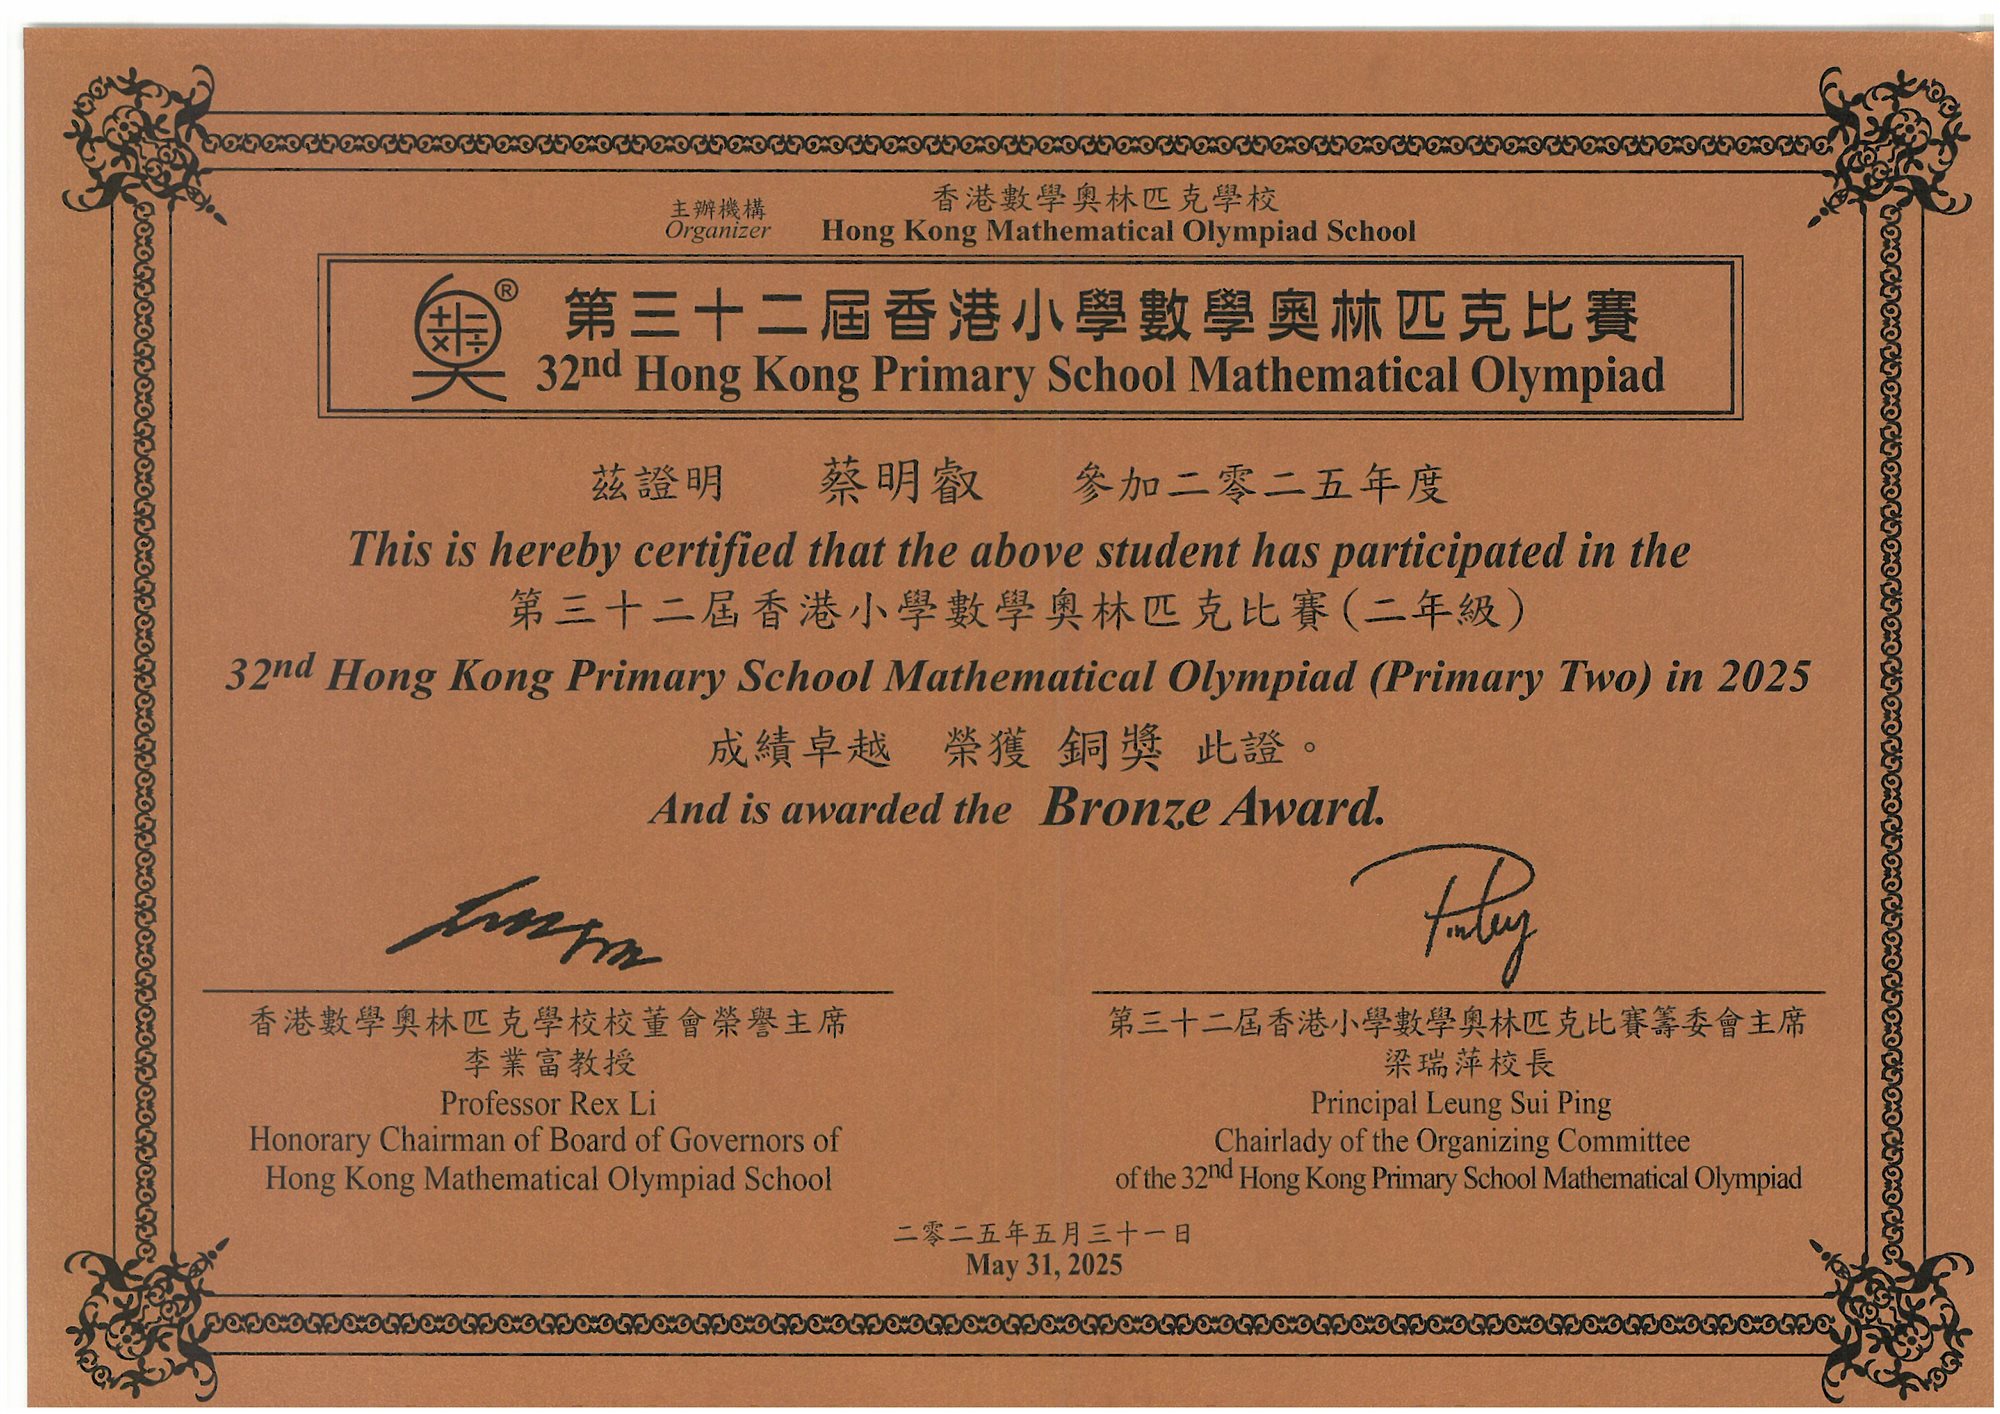 主辦機構
Organizer
香港數學奧林匹克學校
Hong Kong Mathematical Olympiad School
®
第三十二屆香港小學數學奧林匹克比賽
32nd Hong Kong Primary School Mathematical Olympiad
茲證明 蔡明叡 參加二零二五年度
This is hereby certified that the above student has participated in the
第三十二屆香港小學數學奧林匹克比賽(二年級)
32nd Hong Kong Primary School Mathematical Olympiad (Primary Two) in 2025
成績卓越 榮獲 銅獎 此證。
And is awarded the Bronze Award.
香港數學奧林匹克學校校董會榮譽主席
李業富教授
Professor Rex Li
Honorary Chairman of Board of Governors of
Hong Kong Mathematical Olympiad School
第三十二屆香港小學數學奧林匹克比賽籌委會主席
梁瑞萍校長
Principal Leung Sui Ping
Chairlady of the Organizing Committee
of the 32nd Hong Kong Primary School Mathematical Olympiad
二零二五年五月三十一日
May 31, 2025